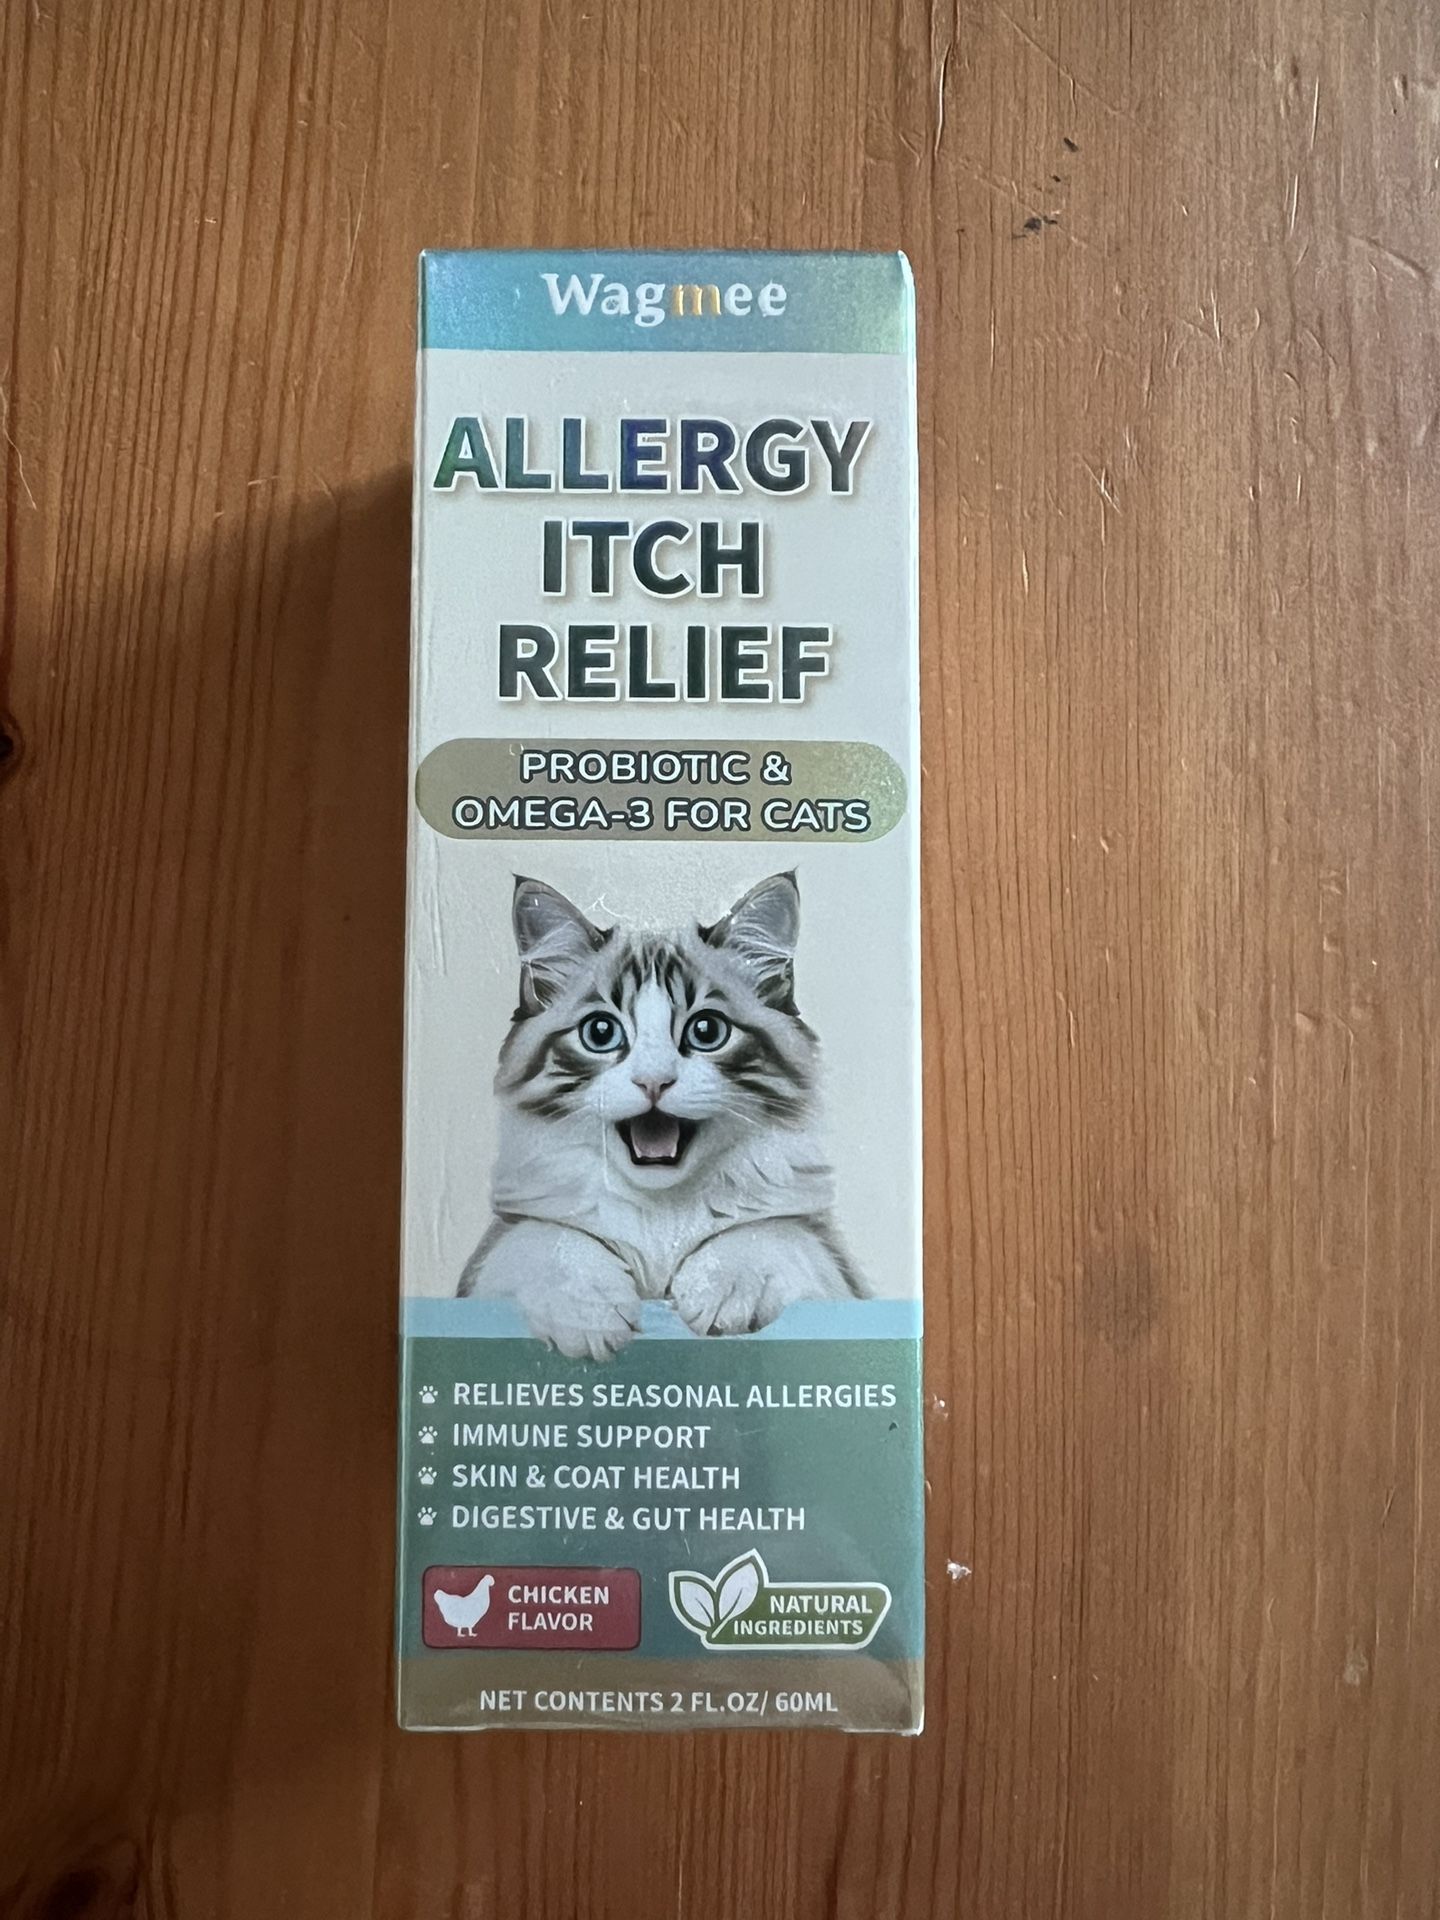 Wagmee
ALLERGY
ITCH
RELIEF
PROBIOTIC &
OMEGA-3 FOR CATS
RELIEVES SEASONAL ALLERGIES
IMMUNE SUPPORT
SKIN & COAT HEALTH
DIGESTIVE & GUT HEALTH
CHICKEN
FLAVOR
NATURAL
INGREDIENTS
NET CONTENTS 2 FL.OZ/ 60ML